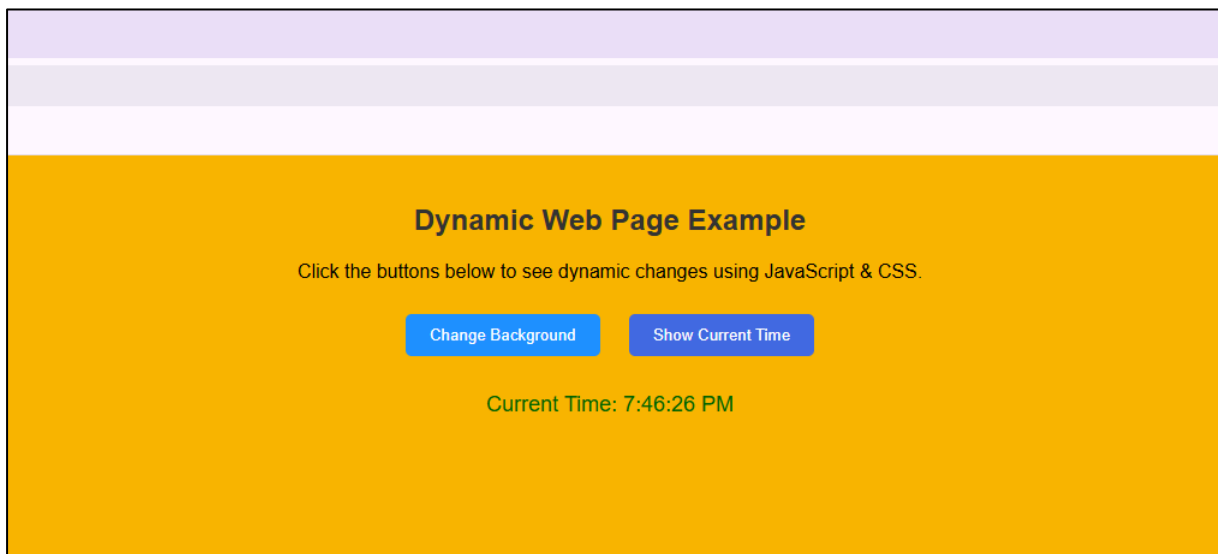 Dynamic Web Page Example
Click the buttons below to see dynamic changes using JavaScript & CSS.
Change Background Show Current Time
Current Time: 7:46:26 PM